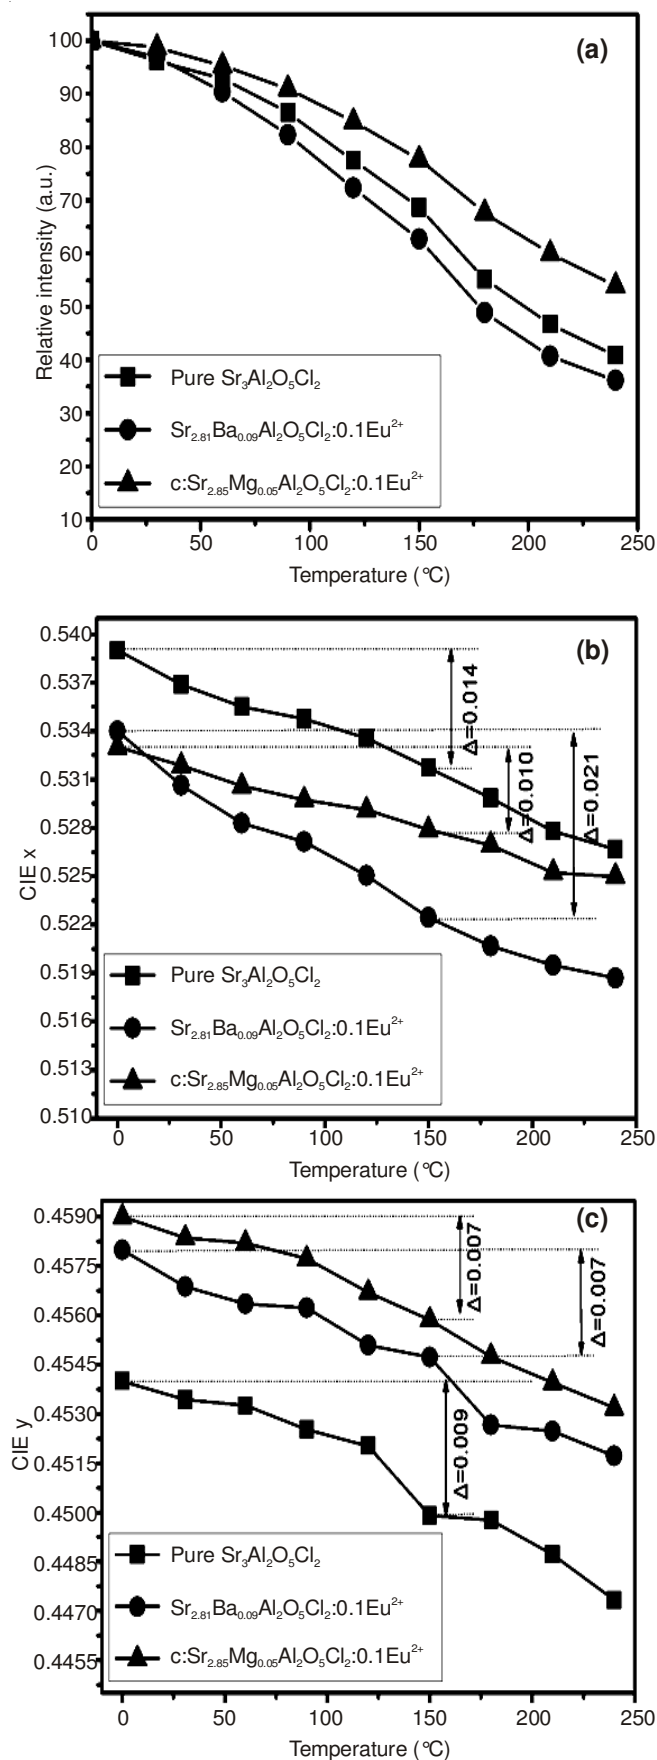 (a)
100
90
80
70
60
50
40
30
20
10
Relative intensity (a.u.)
Pure Sr₃Al₂O₅Cl₂
Sr₂.₈₁Ba₀.₀₉Al₂O₅Cl₂:0.1Eu²⁺
c:Sr₂.₈₅Mg₀.₀₅Al₂O₅Cl₂:0.1Eu²⁺
0 50 100 150 200 250
Temperature (°C)
(b)
0.540
0.537
0.534
0.531
0.528
0.525
0.522
0.519
0.516
0.513
0.510
CIE x
Δ=0.014
Δ=0.010
Δ=0.021
Pure Sr₃Al₂O₅Cl₂
Sr₂.₈₁Ba₀.₀₉Al₂O₅Cl₂:0.1Eu²⁺
c:Sr₂.₈₅Mg₀.₀₅Al₂O₅Cl₂:0.1Eu²⁺
0 50 100 150 200 250
Temperature (°C)
(c)
0.4590
0.4575
0.4560
0.4545
0.4530
0.4515
0.4500
0.4485
0.4470
0.4455
CIE y
Δ=0.007
Δ=0.007
Δ=0.009
Pure Sr₃Al₂O₅Cl₂
Sr₂.₈₁Ba₀.₀₉Al₂O₅Cl₂:0.1Eu²⁺
c:Sr₂.₈₅Mg₀.₀₅Al₂O₅Cl₂:0.1Eu²⁺
0 50 100 150 200 250
Temperature (°C)